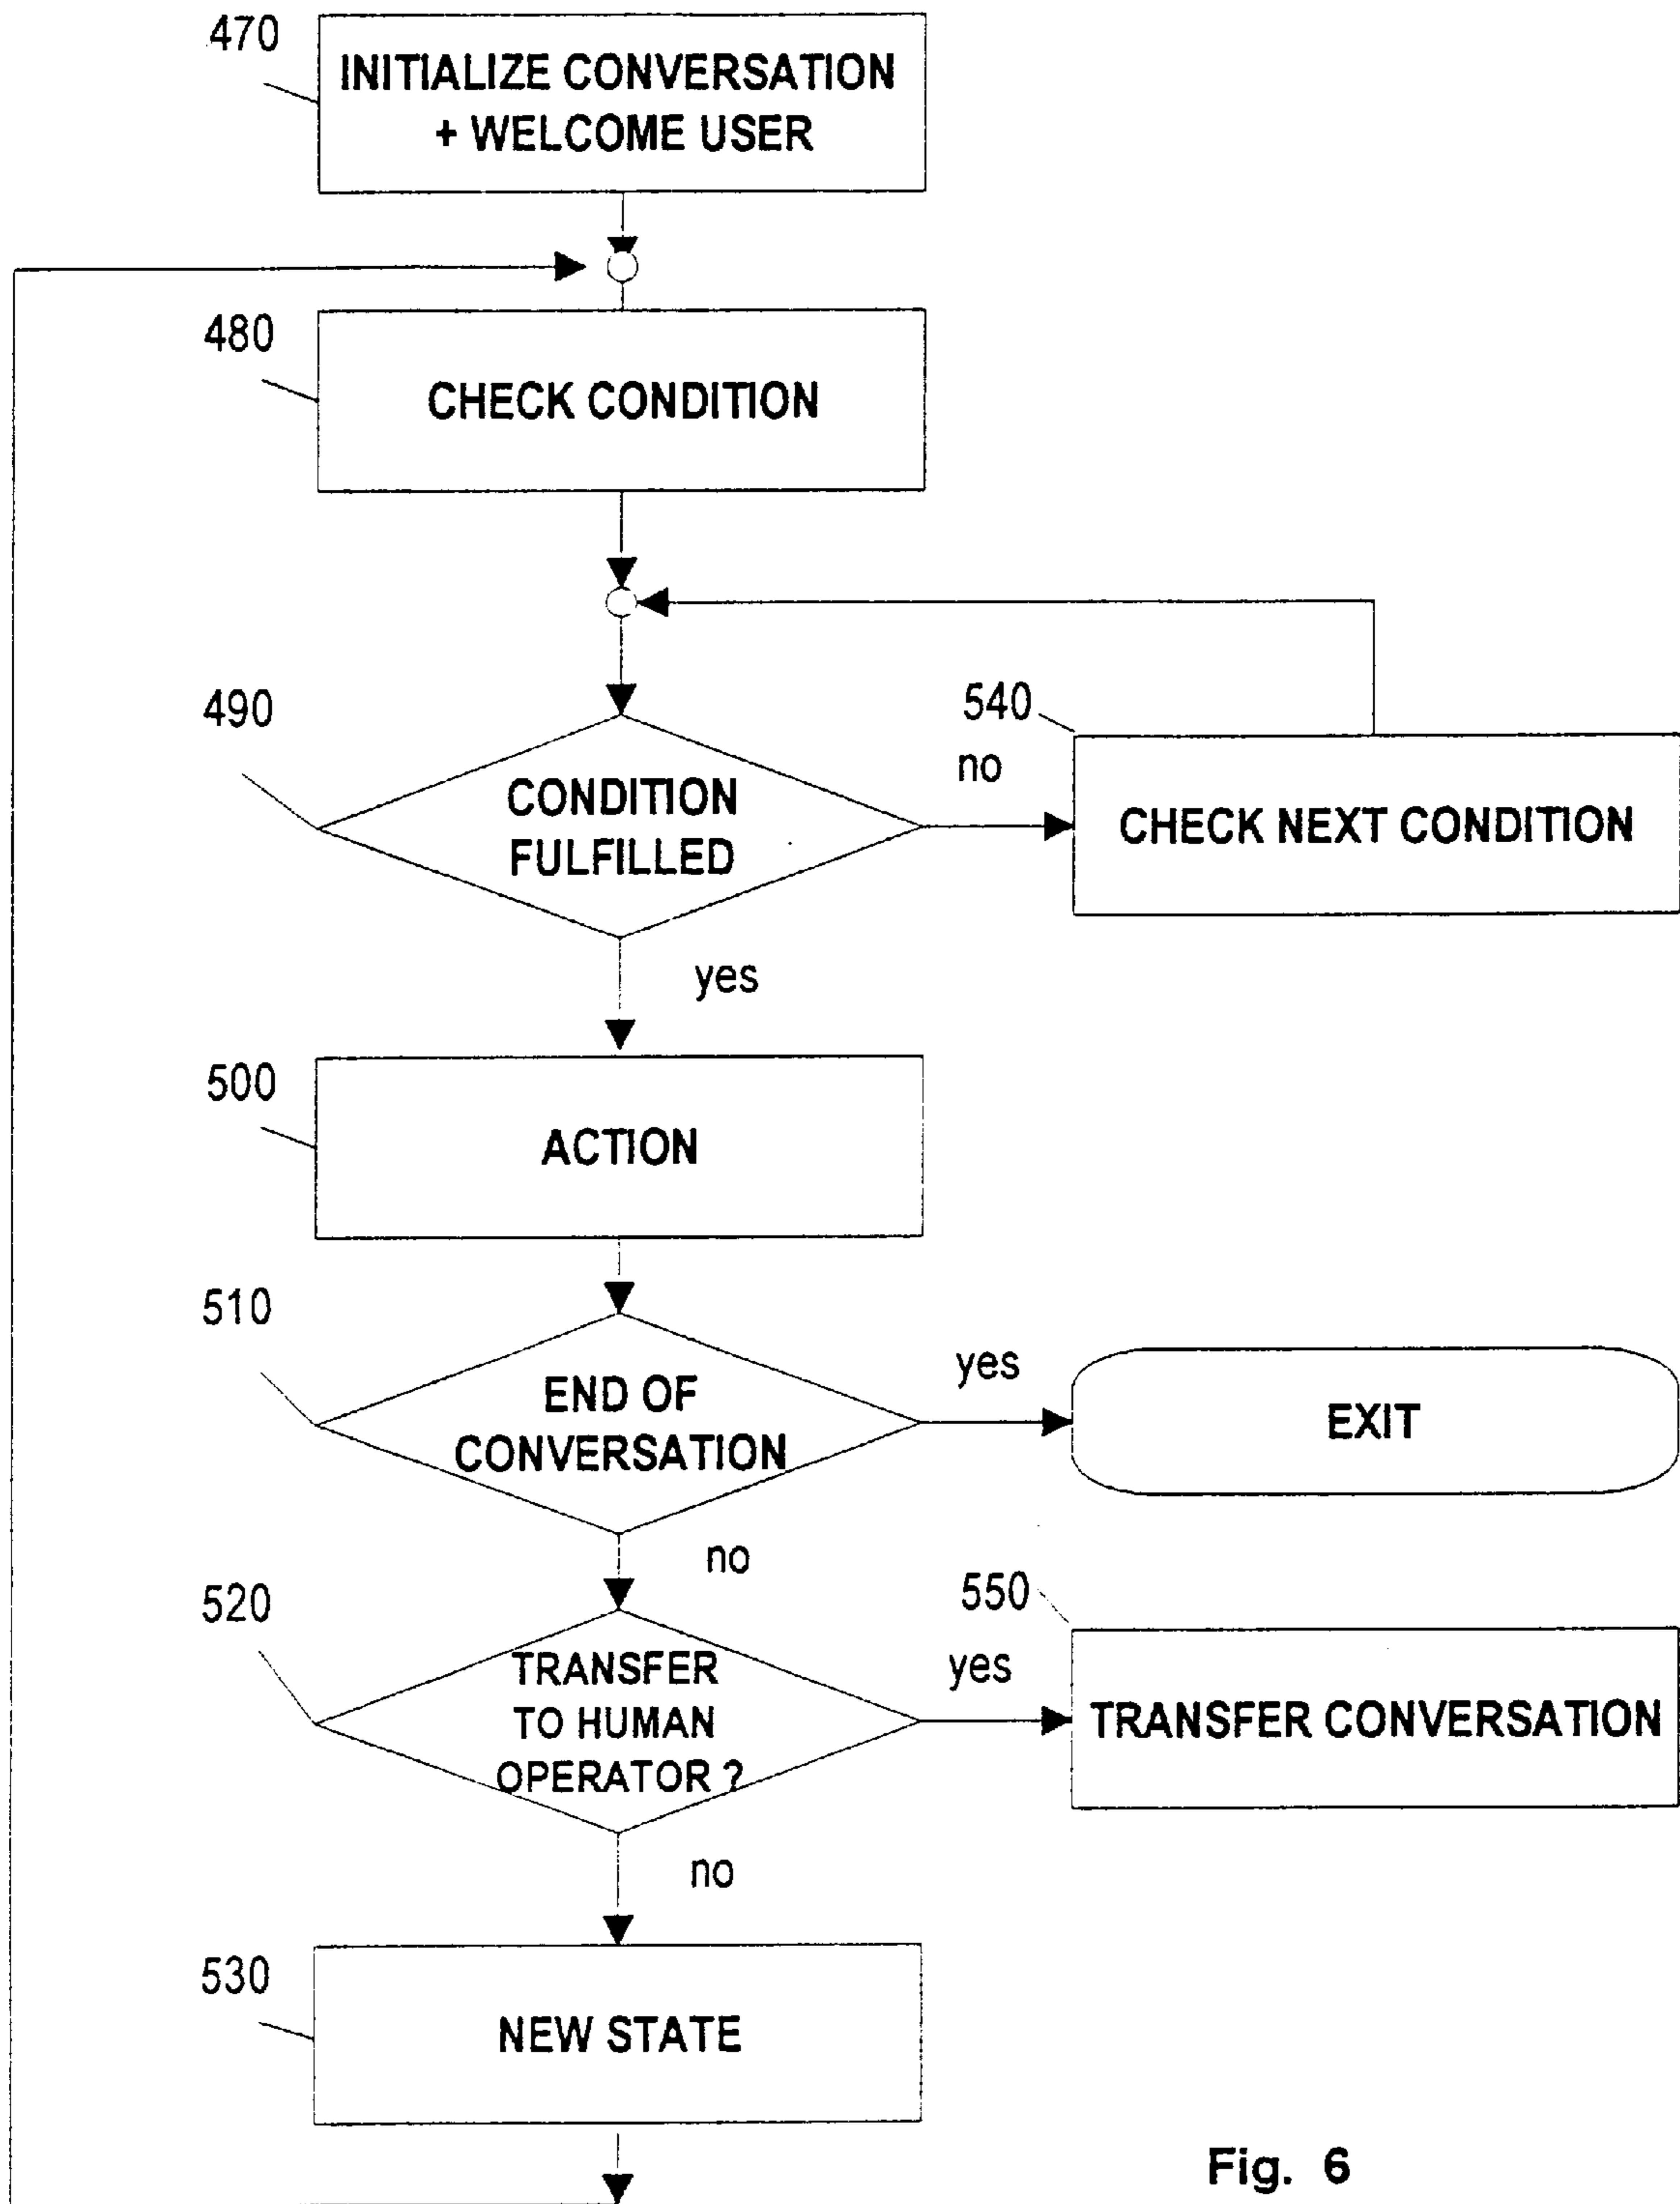 470
INITIALIZE CONVERSATION
+ WELCOME USER
480
CHECK CONDITION
490
CONDITION
FULFILLED
no
540
CHECK NEXT CONDITION
yes
500
ACTION
510
END OF
CONVERSATION
yes
EXIT
no
520
TRANSFER
TO HUMAN
OPERATOR ?
yes
550
TRANSFER CONVERSATION
no
530
NEW STATE
Fig. 6